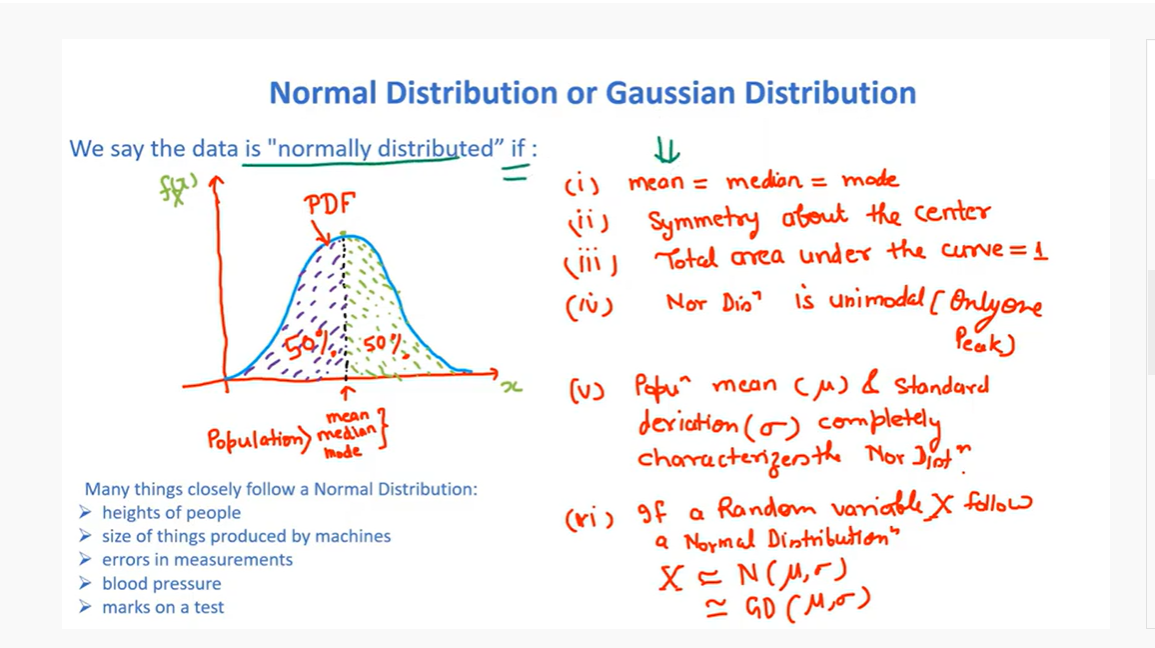 Normal Distribution or Gaussian Distribution
We say the data is "normally distributed” if :
f(x)
X
PDF
50%
50%
x
mean
Population median
mode
Many things closely follow a Normal Distribution:
➢ heights of people
➢ size of things produced by machines
➢ errors in measurements
➢ blood pressure
➢ marks on a test
(i) mean = median = mode
(ii) Symmetry about the center
(iii) Total area under the curve = 1
(iv) Nor Disⁿ is unimodal (Only one
Peak)
(v) Popuⁿ mean (μ) & standard
deviation (σ) completely
characterizes the Nor Distⁿ.
(vi) If a Random variable X follow
a Normal Distributionⁿ
X ≃ N(μ,σ)
≃ GD (μ,σ)